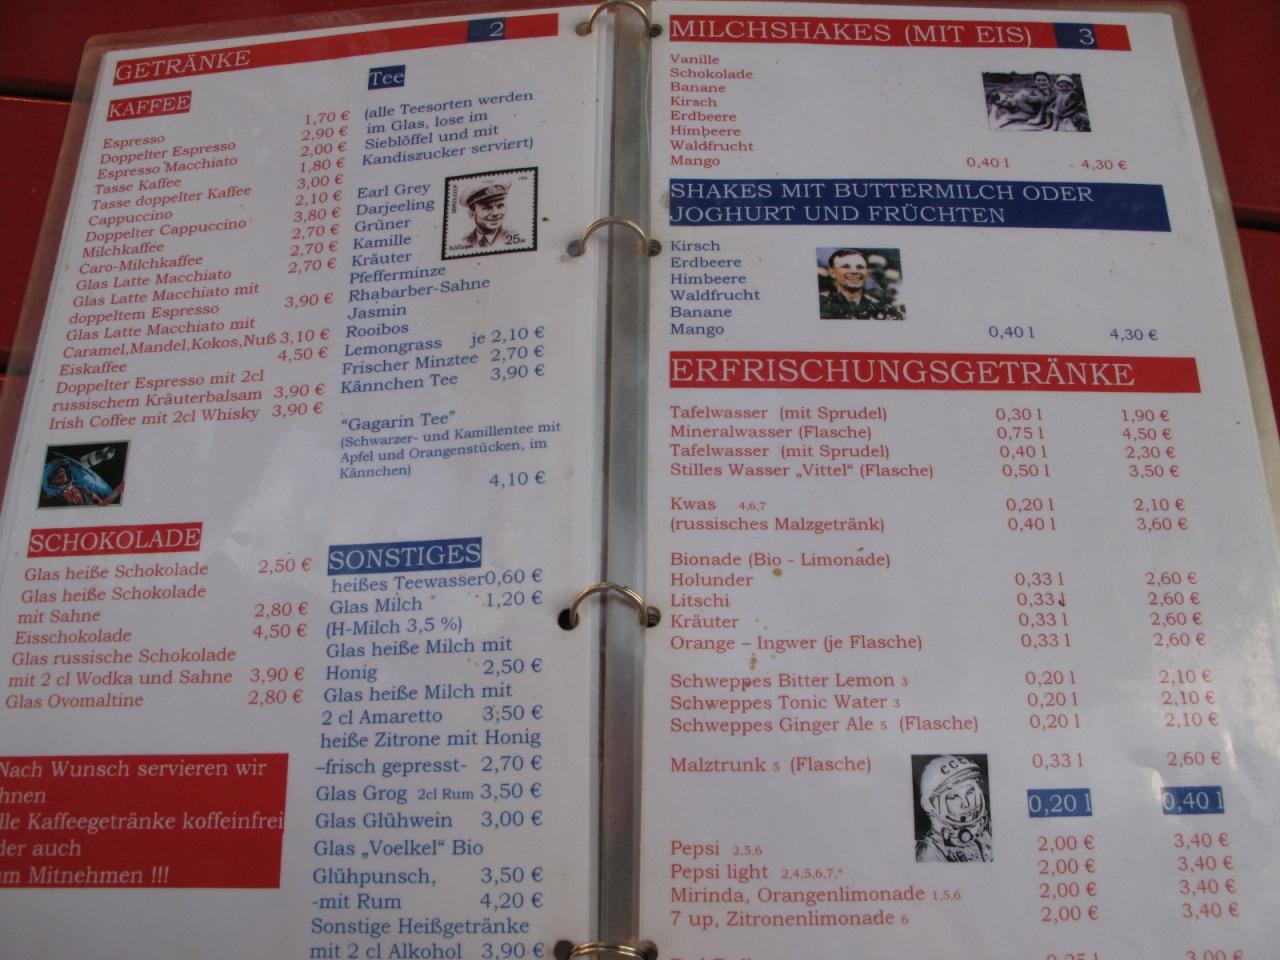 GETRÄNKE 2
KAFFEE
Espresso 1,70 €
Doppelter Espresso 2,90 €
Espresso Macchiato 2,00 €
Tasse Kaffee 1,80 €
Tasse doppelter Kaffee 3,00 €
Cappuccino 2,10 €
Doppelter Cappuccino 3,80 €
Milchkaffee 2,70 €
Caro-Milchkaffee 2,70 €
Glas Latte Macchiato 2,70 €
Glas Latte Macchiato mit
doppeltem Espresso 3,90 €
Glas Latte Macchiato mit
Caramel,Mandel,Kokos,Nuß 3,10 €
Eiskaffee 4,50 €
Doppelter Espresso mit 2cl
russischem Kräuterbalsam 3,90 €
Irish Coffee mit 2cl Whisky 3,90 €
SCHOKOLADE
Glas heiße Schokolade 2,50 €
Glas heiße Schokolade
mit Sahne 2,80 €
Eisschokolade 4,50 €
Glas russische Schokolade
mit 2 cl Wodka und Sahne 3,90 €
Glas Ovomaltine 2,80 €
Nach Wunsch servieren wir
hnen
lle Kaffeegetränke koffeinfrei
der auch
m Mitnehmen !!!
Tee
(alle Teesorten werden
im Glas, lose im
Sieblöffel und mit
Kandiszucker serviert)
Earl Grey
Darjeeling
Grüner
Kamille
Kräuter
Pfefferminze
Rhabarber-Sahne
Jasmin
Rooibos
Lemongrass je 2,10 €
Frischer Minztee 2,70 €
Kännchen Tee 3,90 €
25к
“Gagarin Tee”
(Schwarzer- und Kamillentee mit
Apfel und Orangenstücken, im
Kännchen)
4,10 €
SONSTIGES
heißes Teewasser 0,60 €
Glas Milch 1,20 €
(H-Milch 3,5 %)
Glas heiße Milch mit
Honig 2,50 €
Glas heiße Milch mit
2 cl Amaretto 3,50 €
heiße Zitrone mit Honig
–frisch gepresst- 2,70 €
Glas Grog 2cl Rum 3,50 €
Glas Glühwein 3,00 €
Glas „Voelkel“ Bio
Glühpunsch, 3,50 €
-mit Rum 4,20 €
Sonstige Heißgetränke
mit 2 cl Alkohol 3,90 €
MILCHSHAKES (MIT EIS) 3
Vanille
Schokolade
Banane
Kirsch
Erdbeere
Himbeere
Waldfrucht
Mango 0,40 l 4,30 €
SHAKES MIT BUTTERMILCH ODER
JOGHURT UND FRÜCHTEN
Kirsch
Erdbeere
Himbeere
Waldfrucht
Banane
Mango 0,40 l 4,30 €
ERFRISCHUNGSGETRÄNKE
Tafelwasser (mit Sprudel) 0,30 l 1,90 €
Mineralwasser (Flasche) 0,75 l 4,50 €
Tafelwasser (mit Sprudel) 0,40 l 2,30 €
Stilles Wasser „Vittel“ (Flasche) 0,50 l 3,50 €
Kwas 4,6,7 0,20 l 2,10 €
(russisches Malzgetränk) 0,40 l 3,60 €
Bionade (Bio - Limonade)
Holunder 0,33 l 2,60 €
Litschi 0,33 l 2,60 €
Kräuter 0,33 l 2,60 €
Orange – Ingwer (je Flasche) 0,33 l 2,60 €
Schweppes Bitter Lemon 3 0,20 l 2,10 €
Schweppes Tonic Water 3 0,20 l 2,10 €
Schweppes Ginger Ale 5 (Flasche) 0,20 l 2,10 €
Malztrunk 5 (Flasche) 0,33 l 2,60 €
0,20 l 0,40 l
Pepsi 2,5,6 2,00 € 3,40 €
Pepsi light 2,4,5,6,7,* 2,00 € 3,40 €
Mirinda, Orangenlimonade 1,5,6 2,00 € 3,40 €
7 up, Zitronenlimonade 6 2,00 € 3,40 €